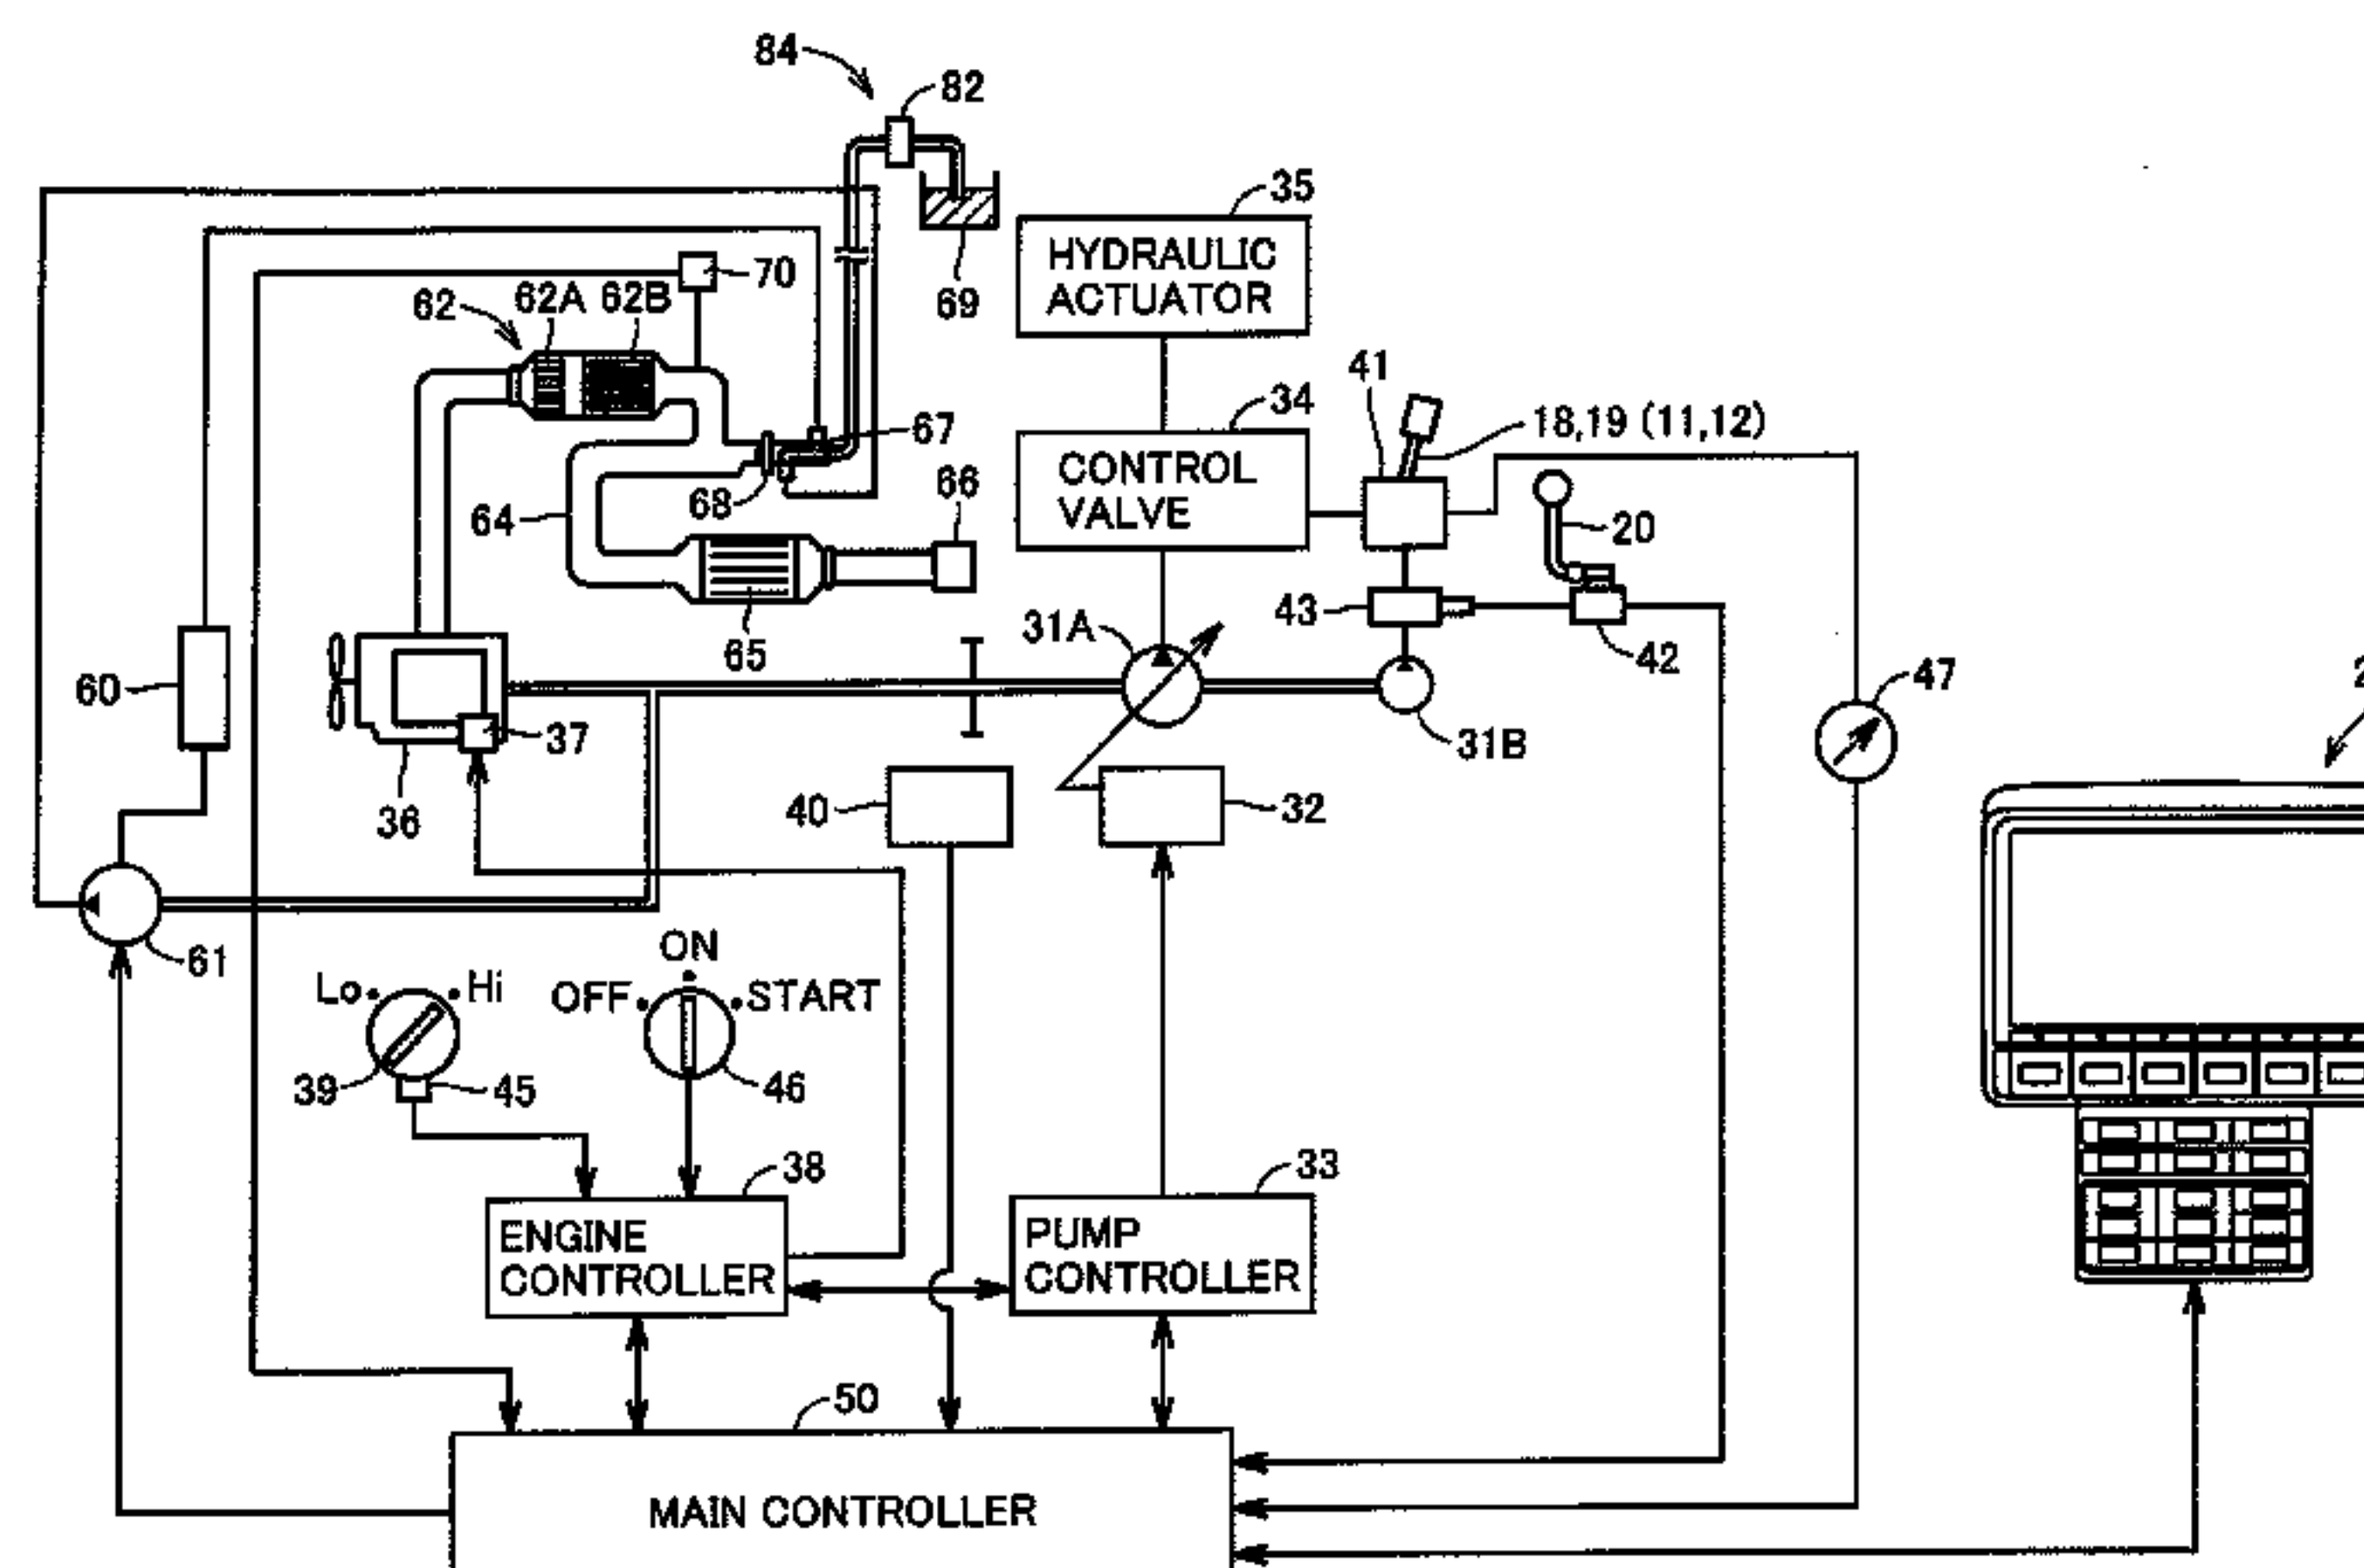 84
82
35
HYDRAULIC
ACTUATOR
70
69
62
62A
62B
41
34
18,19 (11,12)
67
CONTROL
VALVE
66
68
64
20
43
31A
42
65
60
47
37
31B
40
32
36
61
ON
Lo
Hi
OFF
START
39
45
46
38
33
ENGINE
CONTROLLER
PUMP
CONTROLLER
50
MAIN CONTROLLER